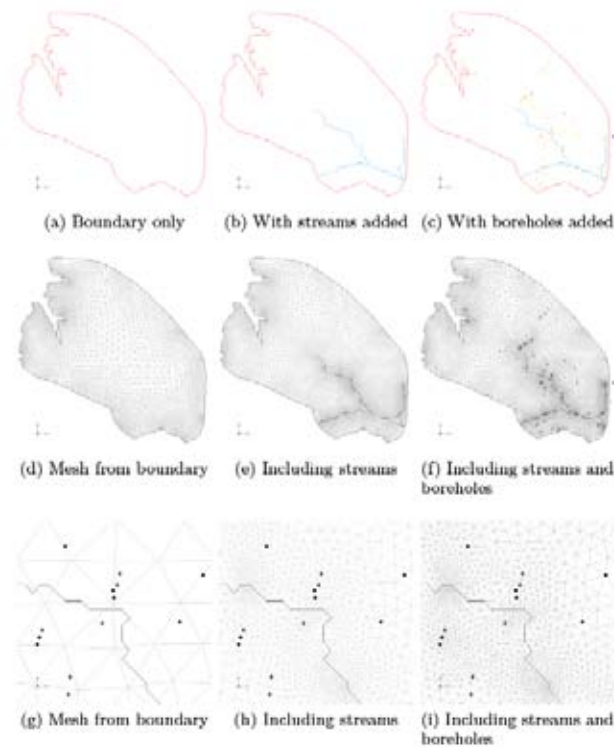 (a) Boundary only
(b) With streams added
(c) With boreholes added
(d) Mesh from boundary
(e) Including streams
(f) Including streams and
boreholes
(g) Mesh from boundary
(h) Including streams
(i) Including streams and
boreholes